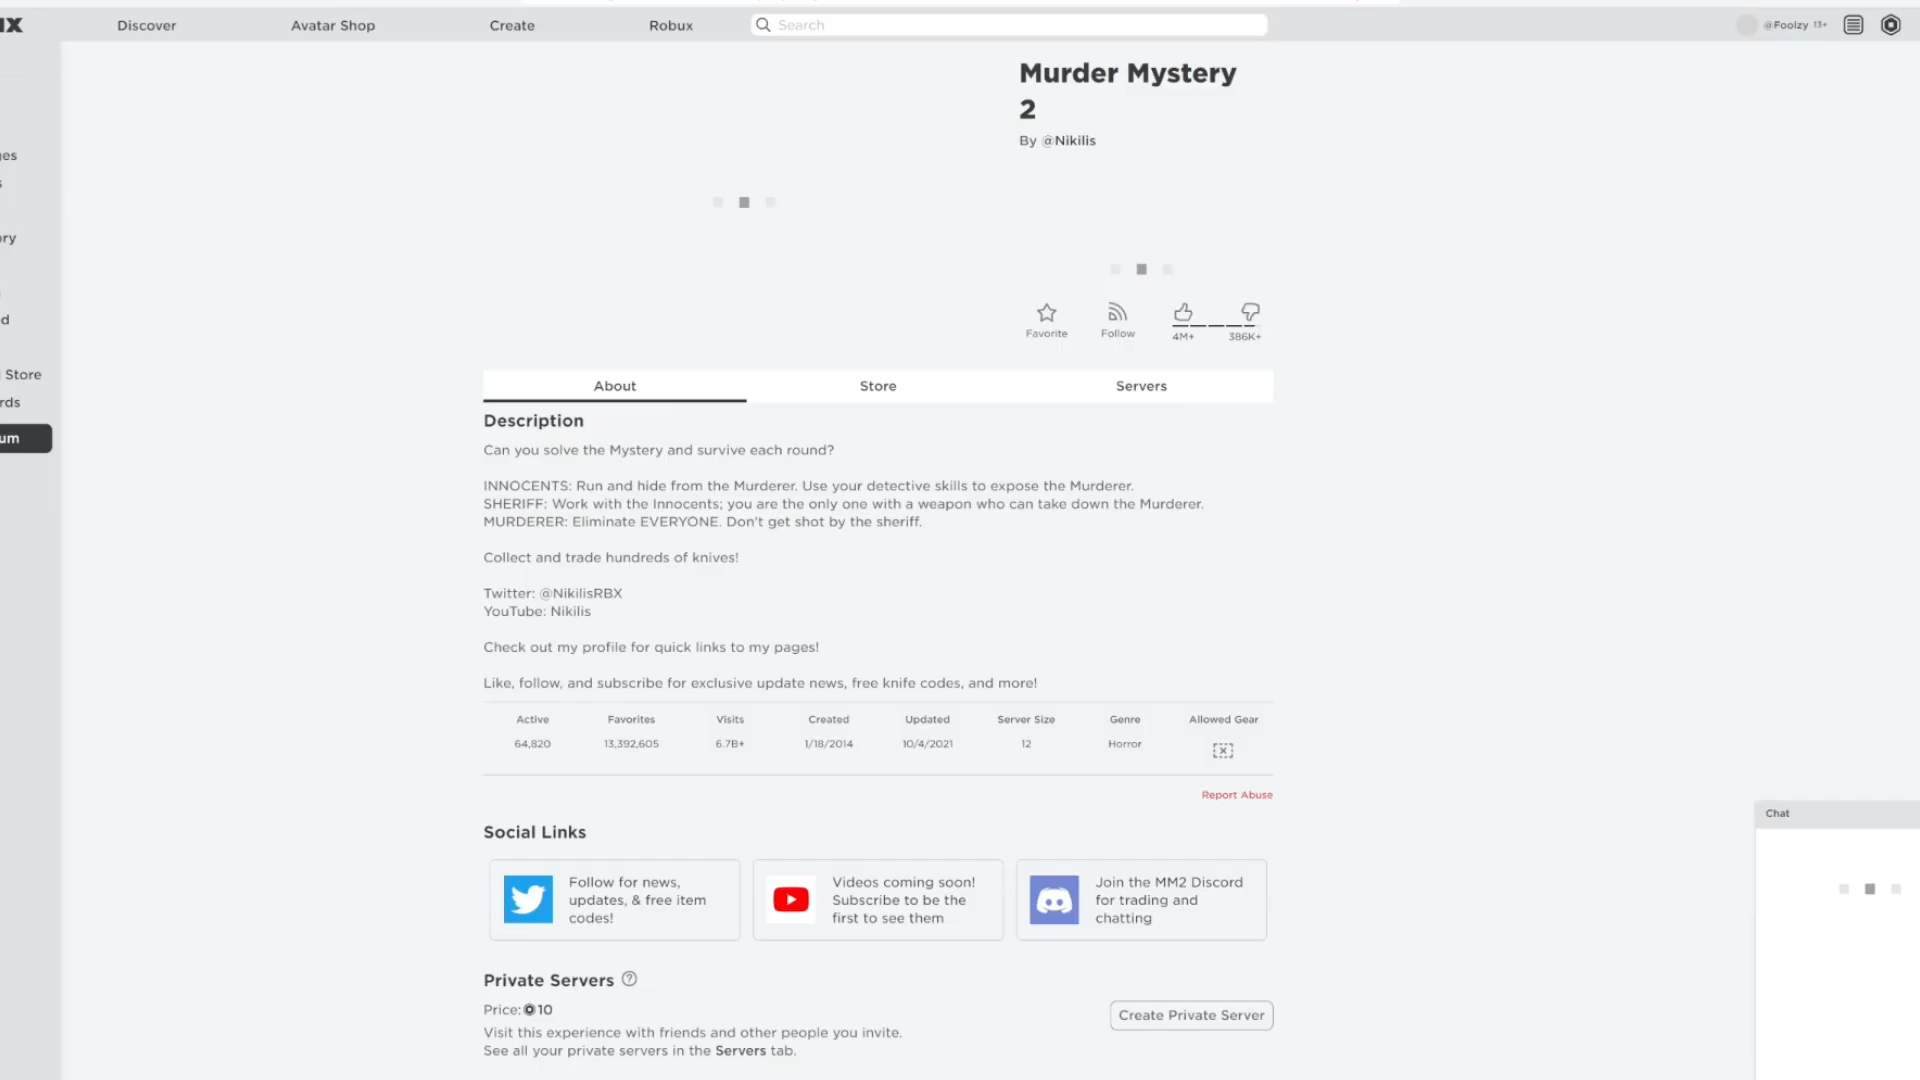 Discover Avatar Shop Create Robux Search @Foolzy 13+
Murder Mystery
2
By @Nikilis
Store
Favorite Follow 4M+ 386K+
About Store Servers
Description
Can you solve the Mystery and survive each round?
INNOCENTS: Run and hide from the Murderer. Use your detective skills to expose the Murderer.
SHERIFF: Work with the Innocents; you are the only one with a weapon who can take down the Murderer.
MURDERER: Eliminate EVERYONE. Don't get shot by the sheriff.
Collect and trade hundreds of knives!
Twitter: @NikilisRBX
YouTube: Nikilis
Check out my profile for quick links to my pages!
Like, follow, and subscribe for exclusive update news, free knife codes, and more!
Active Favorites Visits Created Updated Server Size Genre Allowed Gear
64,820 13,392,605 6.7B+ 1/18/2014 10/4/2021 12 Horror
Report Abuse
Chat
Social Links
Follow for news,
updates, & free item
codes!
Videos coming soon!
Subscribe to be the
first to see them
Join the MM2 Discord
for trading and
chatting
Private Servers
Price: 10
Create Private Server
Visit this experience with friends and other people you invite.
See all your private servers in the Servers tab.